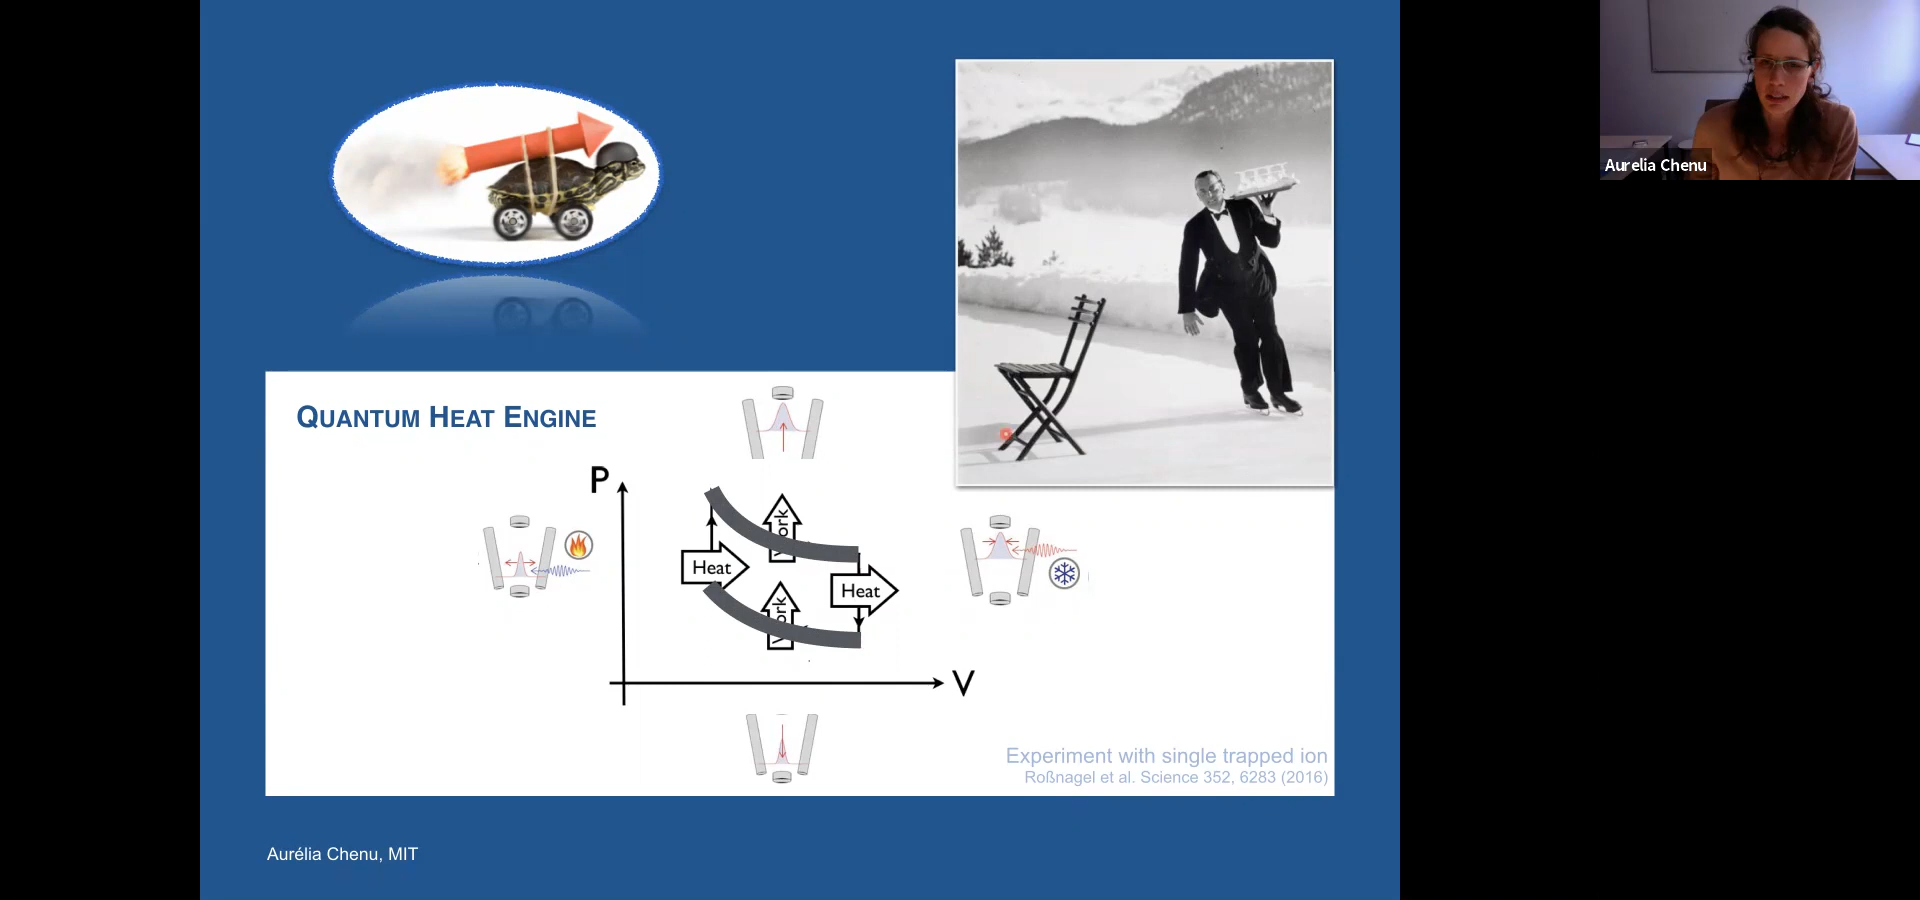 Aurelia Chenu
QUANTUM HEAT ENGINE
P
Heat
Heat
V
Experiment with single trapped ion
Roßnagel et al. Science 352, 6283 (2016)
Aurélia Chenu, MIT